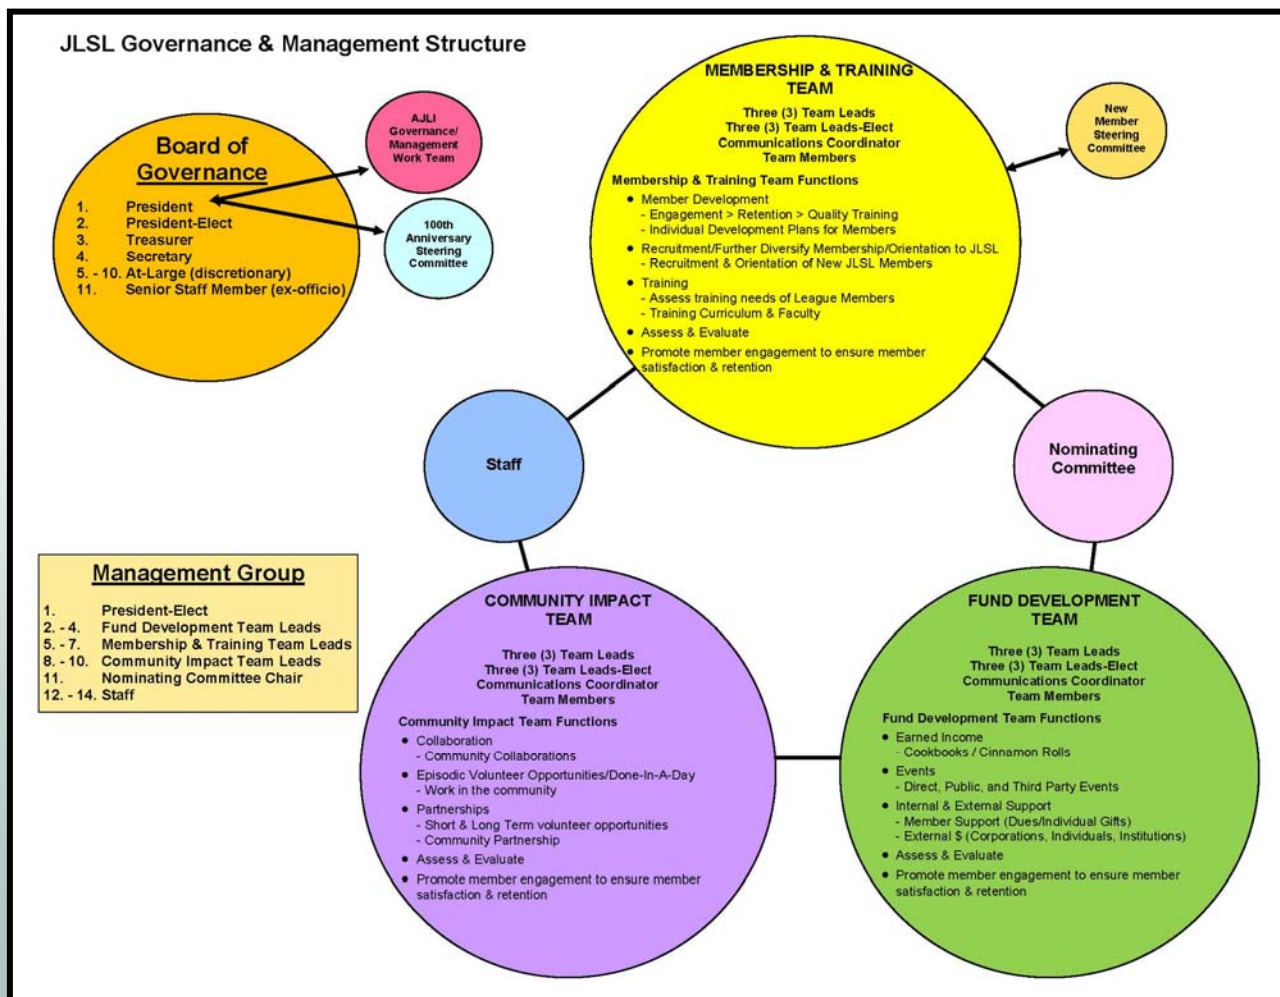 JLSL Governance & Management Structure
Board of
Governance
1. President
2. President-Elect
3. Treasurer
4. Secretary
5. - 10. At-Large (discretionary)
11. Senior Staff Member (ex-officio)
AJLI
Governance/
Management
Work Team
100th
Anniversary
Steering
Committee
MEMBERSHIP & TRAINING
TEAM
Three (3) Team Leads
Three (3) Team Leads-Elect
Communications Coordinator
Team Members
Membership & Training Team Functions
• Member Development
- Engagement > Retention > Quality Training
- Individual Development Plans for Members
• Recruitment/Further Diversify Membership/Orientation to JLSL
- Recruitment & Orientation of New JLSL Members
• Training
- Assess training needs of League Members
- Training Curriculum & Faculty
• Assess & Evaluate
• Promote member engagement to ensure member
satisfaction & retention
New
Member
Steering
Committee
Staff
Nominating
Committee
Management Group
1. President-Elect
2. - 4. Fund Development Team Leads
5. - 7. Membership & Training Team Leads
8. - 10. Community Impact Team Leads
11. Nominating Committee Chair
12. - 14. Staff
COMMUNITY IMPACT
TEAM
Three (3) Team Leads
Three (3) Team Leads-Elect
Communications Coordinator
Team Members
Community Impact Team Functions
• Collaboration
- Community Collaborations
• Episodic Volunteer Opportunities/Done-In-A-Day
- Work in the community
• Partnerships
- Short & Long Term volunteer opportunities
- Community Partnership
• Assess & Evaluate
• Promote member engagement to ensure member
satisfaction & retention
FUND DEVELOPMENT
TEAM
Three (3) Team Leads
Three (3) Team Leads-Elect
Communications Coordinator
Team Members
Fund Development Team Functions
• Earned Income
- Cookbooks / Cinnamon Rolls
• Events
- Direct, Public, and Third Party Events
• Internal & External Support
- Member Support (Dues/Individual Gifts)
- External $ (Corporations, Individuals, Institutions)
• Assess & Evaluate
• Promote member engagement to ensure member
satisfaction & retention